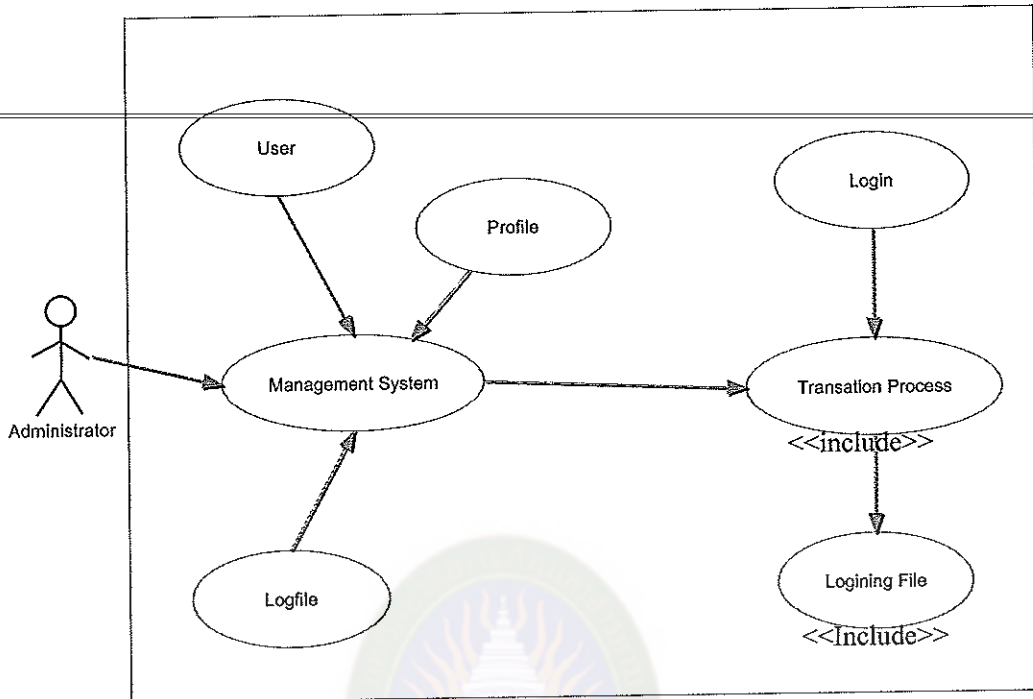 User
Login
Profile
Management System
Transation Process
Administrator
<<include>>
Logfile
Logining File
<<Include>>